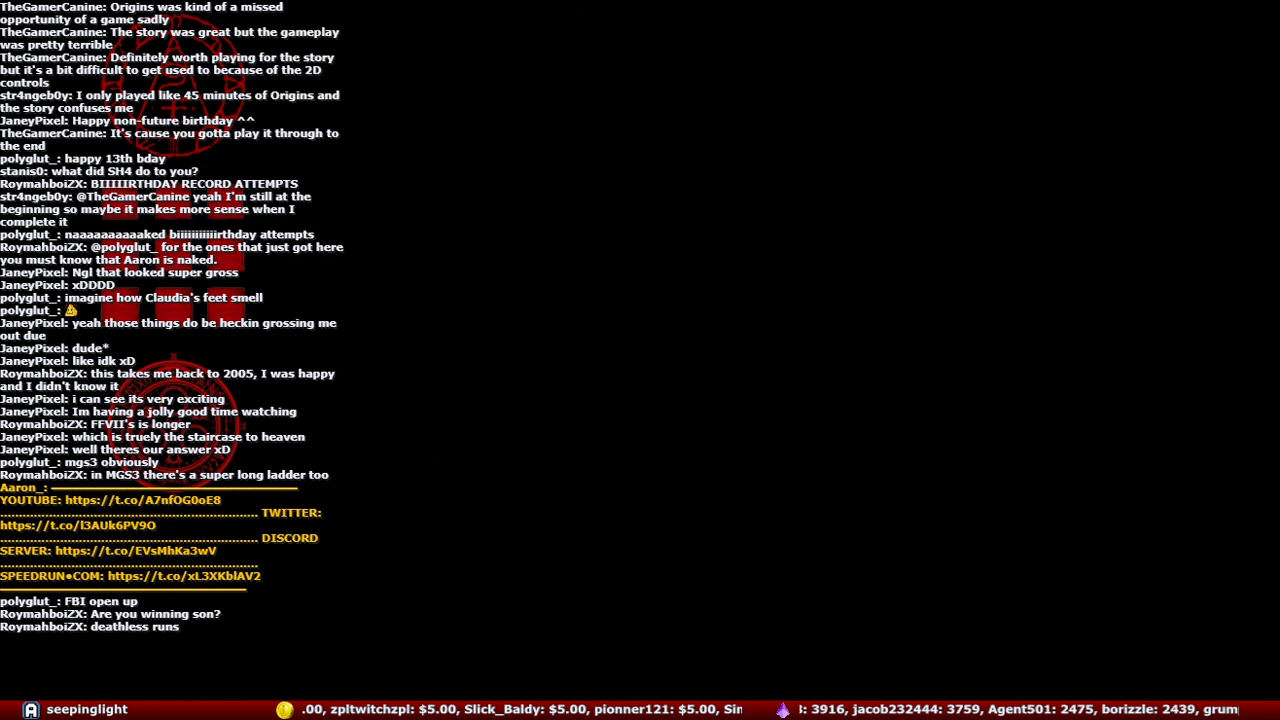 TheGamerCanine: Origins was kind of a missed
opportunity of a game sadly
TheGamerCanine: The story was great but the gameplay
was pretty terrible
TheGamerCanine: Definitely worth playing for the story
but it's a bit difficult to get used to because of the 2D
controls
str4ngeb0y: I only played like 45 minutes of Origins and
the story confuses me
JaneyPixel: Happy non-future birthday ^^
TheGamerCanine: It's cause you gotta play it through to
the end
polyglut_: happy 13th bday
stanis0: what did SH4 do to you?
RoymahboiZX: BIIIIIRTHDAY RECORD ATTEMPTS
str4ngeb0y: @TheGamerCanine yeah I'm still at the
beginning so maybe it makes more sense when I
complete it
polyglut_: naaaaaaaaaked biiiiiiiiiiirthday attempts
RoymahboiZX: @polyglut_ for the ones that just got here
you must know that Aaron is naked.
JaneyPixel: Ngl that looked super gross
JaneyPixel: xDDDD
polyglut_: imagine how Claudia's feet smell
polyglut_:
JaneyPixel: yeah those things do be heckin grossing me
out due
JaneyPixel: dude*
JaneyPixel: like idk xD
RoymahboiZX: this takes me back to 2005, I was happy
and I didn't know it
JaneyPixel: i can see its very exciting
JaneyPixel: Im having a jolly good time watching
RoymahboiZX: FFVII's is longer
JaneyPixel: which is truely the staircase to heaven
JaneyPixel: well theres our answer xD
polyglut_: mgs3 obviously
RoymahboiZX: in MGS3 there's a super long ladder too
Aaron_:
YOUTUBE: https://t.co/A7nfOG0oE8
TWITTER:
https://t.co/l3AUk6PV9O
DISCORD
SERVER: https://t.co/EVsMhKa3wV
SPEEDRUN●COM: https://t.co/xL3XKblAV2
polyglut_: FBI open up
RoymahboiZX: Are you winning son?
RoymahboiZX: deathless runs
A seepinglight .00, zpltwitchzpl: $5.00, Slick_Baldy: $5.00, pionner121: $5.00, Sin : 3916, jacob232444: 3759, Agent501: 2475, borizzle: 2439, grum